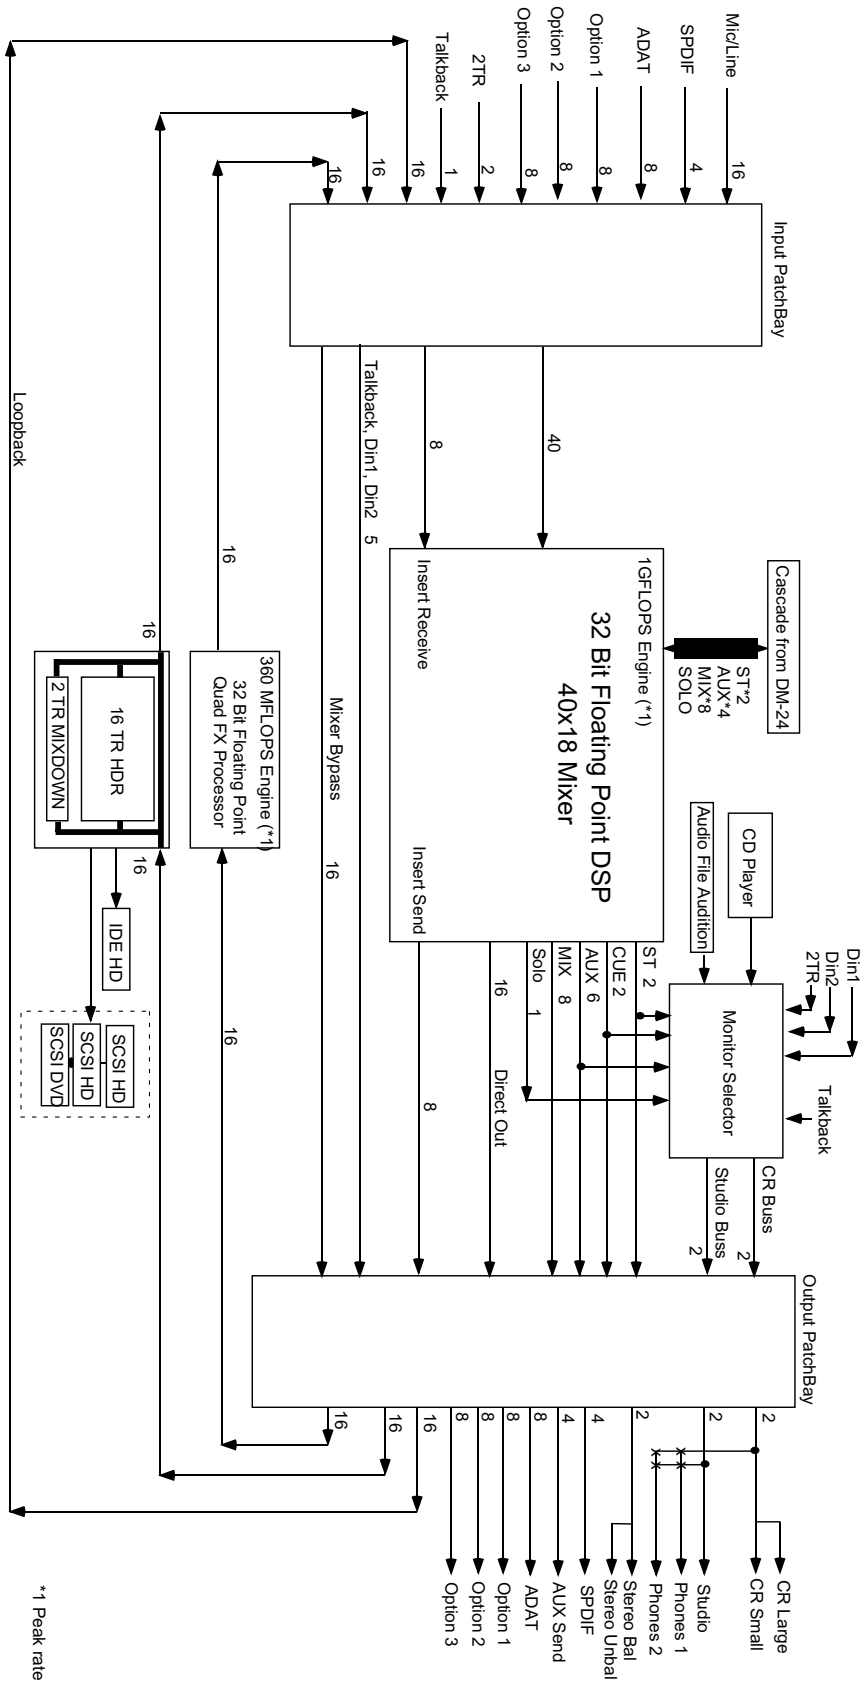 Mic/Line
16
SPDIF
4
ADAT
8
Option 1
8
Option 2
8
Option 3
8
2TR
2
Talkback
1
16
16
16
Input PatchBay
40
8
Talkback, Din1, Din2 5
Mixer Bypass
16
Loopback
Cascade from DM-24
ST*2
AUX*4
MIX*8
SOLO
1GFLOPS Engine (*1)
32 Bit Floating Point DSP
40x18 Mixer
Insert Receive
Insert Send
360 MFLOPS Engine (*1)
32 Bit Floating Point
Quad FX Processor
16
16
16
16 TR HDR
2 TR MIXDOWN
16
IDE HD
SCSI HD
SCSI HD
SCSI DVD
CD Player
Audio File Audition
Din1
Din2
2TR
Talkback
Monitor Selector
ST 2
CUE 2
AUX 6
MIX 8
Solo 1
16 Direct Out
8
CR Buss 2
Studio Buss 2
Output PatchBay
2
2
2
4
4
8
8
8
8
16
16
16
CR Large
CR Small
Studio
Phones 1
Phones 2
Stereo Bal
Stereo Unbal
SPDIF
AUX Send
ADAT
Option 1
Option 2
Option 3
*1 Peak rate